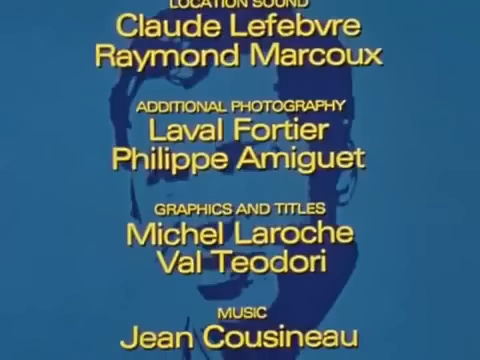 LOCATION SOUND
Claude Lefebvre
Raymond Marcoux
ADDITIONAL PHOTOGRAPHY
Laval Fortier
Philippe Amiguet
GRAPHICS AND TITLES
Michel Laroche
Val Teodori
MUSIC
Jean Cousineau